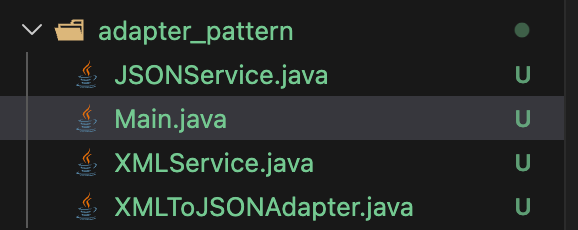 adapter_pattern
JSONService.java U
Main.java U
XMLService.java U
XMLToJSONAdapter.java U